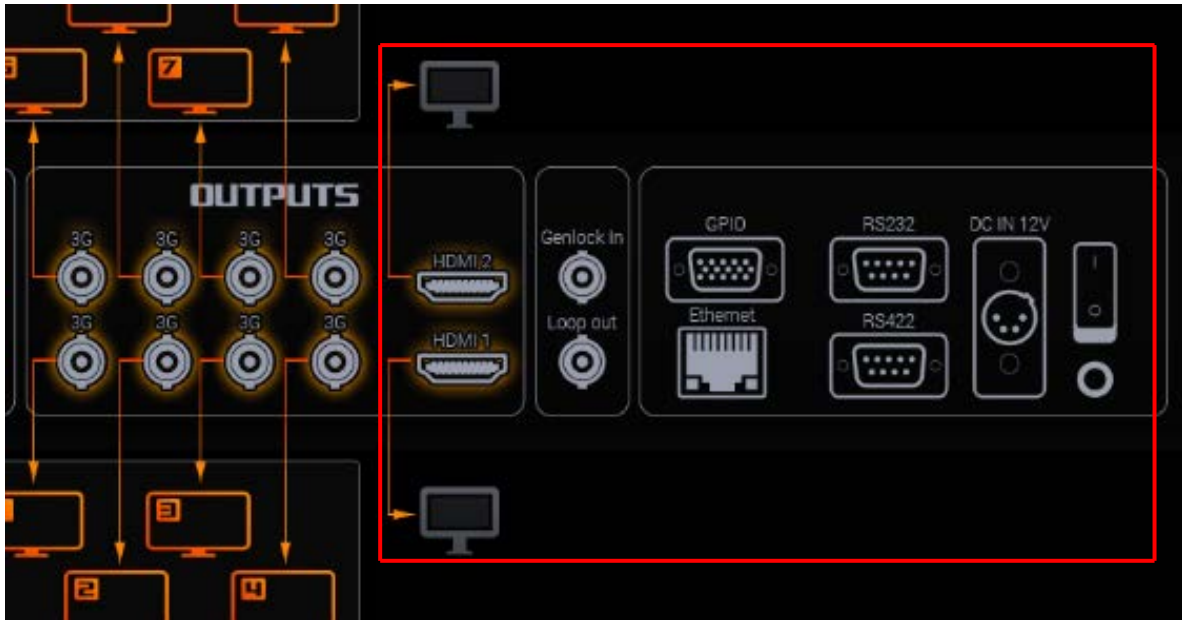 7
OUTPUTS
3G 3G 3G 3G
HDMI 2
3G 3G 3G 3G
HDMI 1
Genlock In
Loop out
GPIO
RS232
DC IN 12V
Ethernet
RS422
I
O
3
2
4